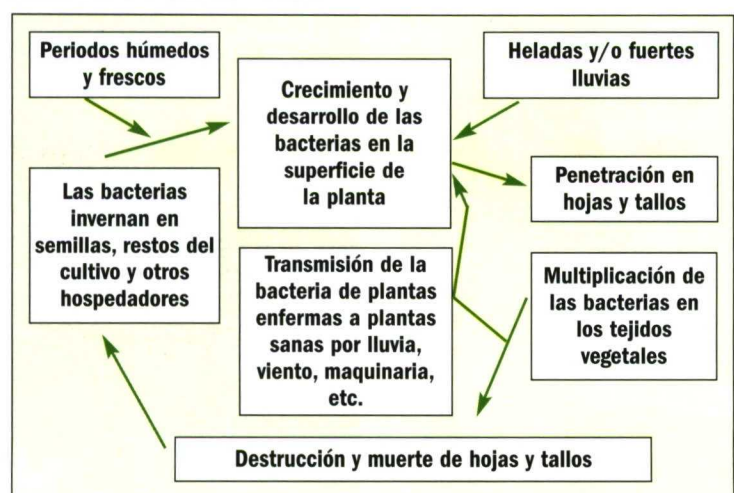 Periodos húmedos
y frescos
Heladas y/o fuertes
lluvias
Crecimiento y
desarrollo de las
bacterias en la
superficie de
la planta
Penetración en
hojas y tallos
Las bacterias
invernan en
semillas, restos del
cultivo y otros
hospedadores
Transmisión de la
bacteria de plantas
enfermas a plantas
sanas por lluvia,
viento, maquinaria,
etc.
Multiplicación de
las bacterias en
los tejidos
vegetales
Destrucción y muerte de hojas y tallos